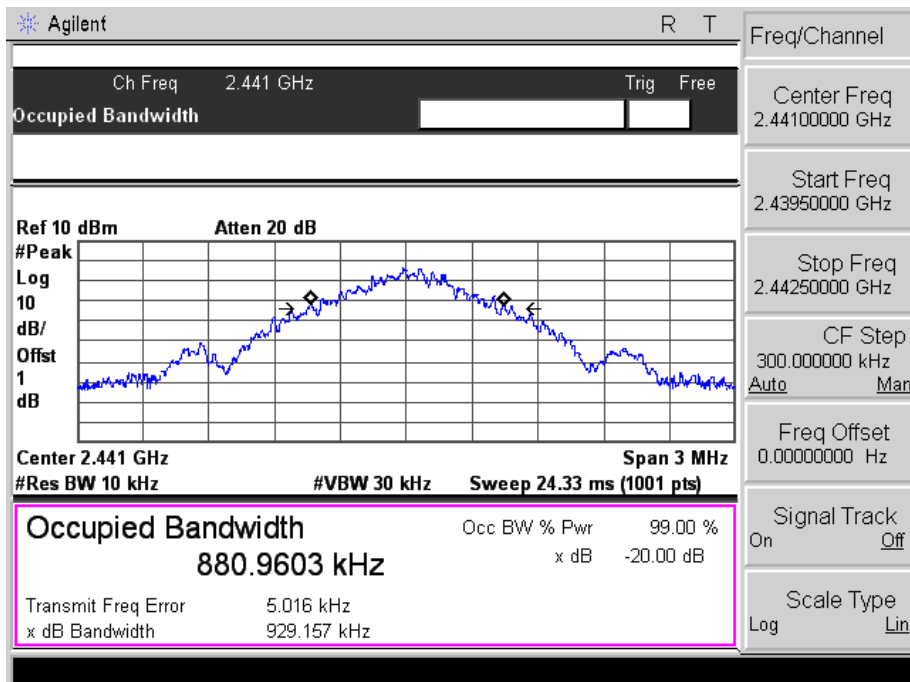 Agilent R T
Ch Freq 2.441 GHz Trig Free
Occupied Bandwidth
Ref 10 dBm Atten 20 dB
#Peak
Log
10
dB/
Offst
1
dB
Center 2.441 GHz Span 3 MHz
#Res BW 10 kHz #VBW 30 kHz Sweep 24.33 ms (1001 pts)
Occupied Bandwidth Occ BW % Pwr 99.00 %
880.9603 kHz x dB -20.00 dB
Transmit Freq Error 5.016 kHz
x dB Bandwidth 929.157 kHz
Freq/Channel
Center Freq
2.44100000 GHz
Start Freq
2.43950000 GHz
Stop Freq
2.44250000 GHz
CF Step
300.000000 kHz
Auto Man
Freq Offset
0.00000000 Hz
Signal Track
On Off
Scale Type
Log Lin